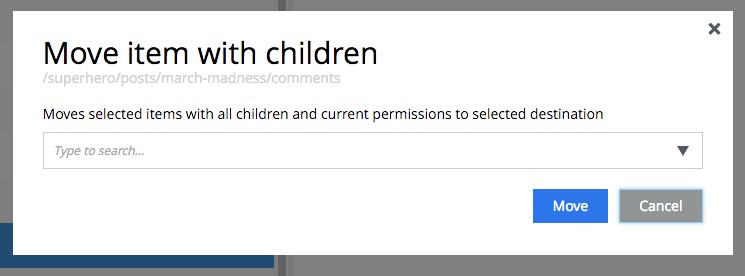 Move item with children
/superhero/posts/march-madness/comments
Moves selected items with all children and current permissions to selected destination
Type to search...
Move
Cancel